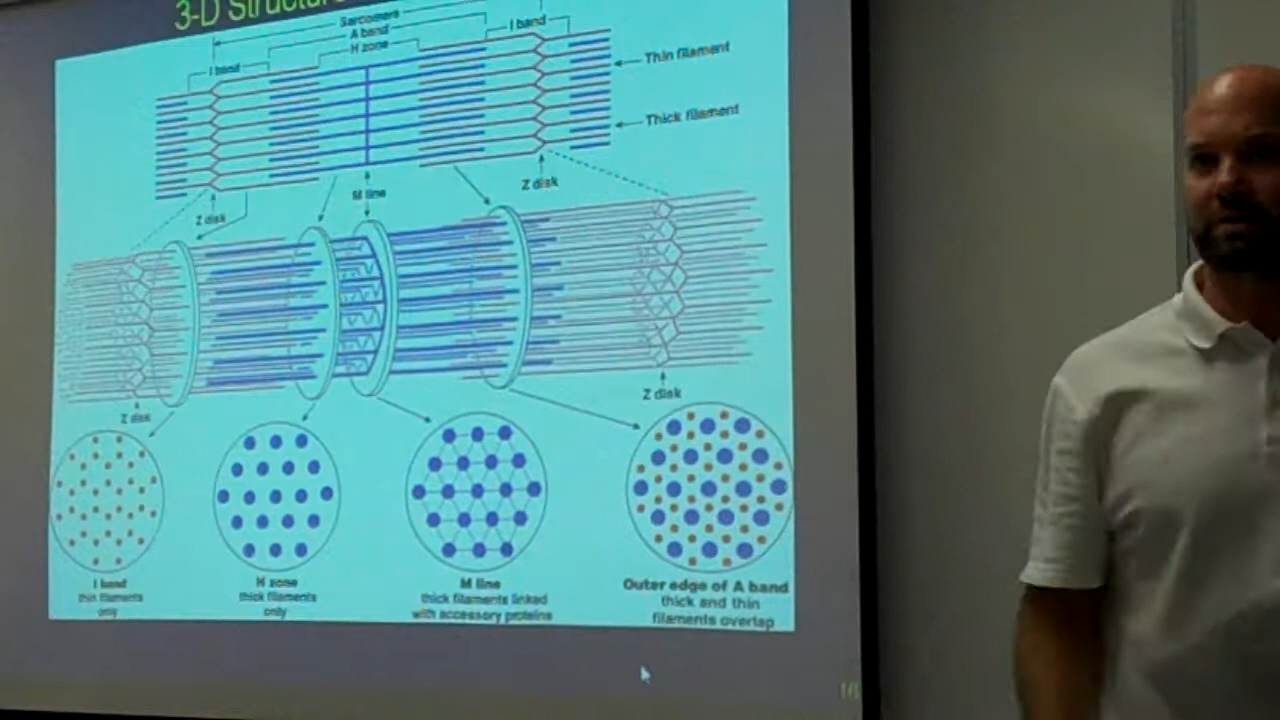 3-D Structure
Sarcomere
A band
H zone
I band
I band
Thin filament
Thick filament
Z disk
M line
Z disk
Z disk
Z disk
I band
thin filaments
only
H zone
thick filaments
only
M line
thick filaments linked
with accessory proteins
Outer edge of A band
thick and thin
filaments overlap